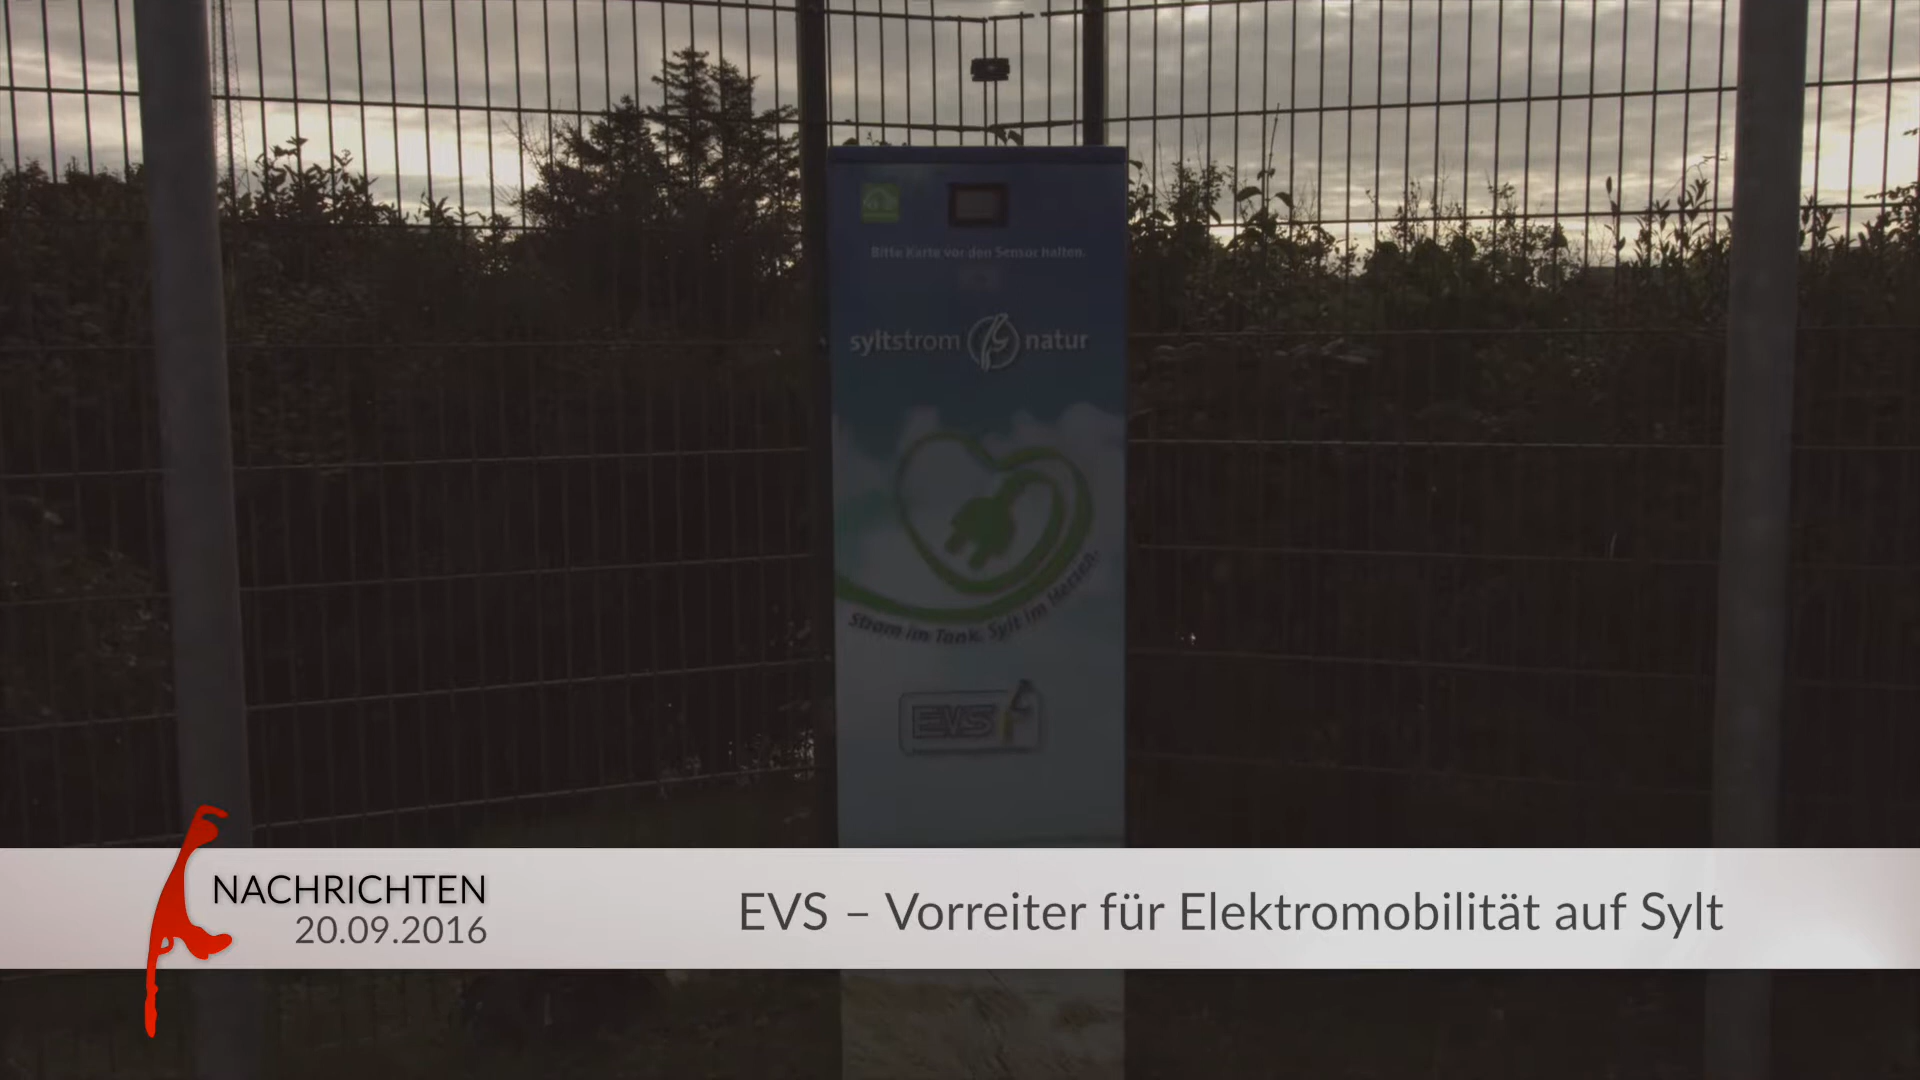 Bitte Karte vor den Sensor halten.
syltstrom natur
Strom im Tank. Sylt im Herzen.
EVS
NACHRICHTEN
20.09.2016
EVS – Vorreiter für Elektromobilität auf Sylt